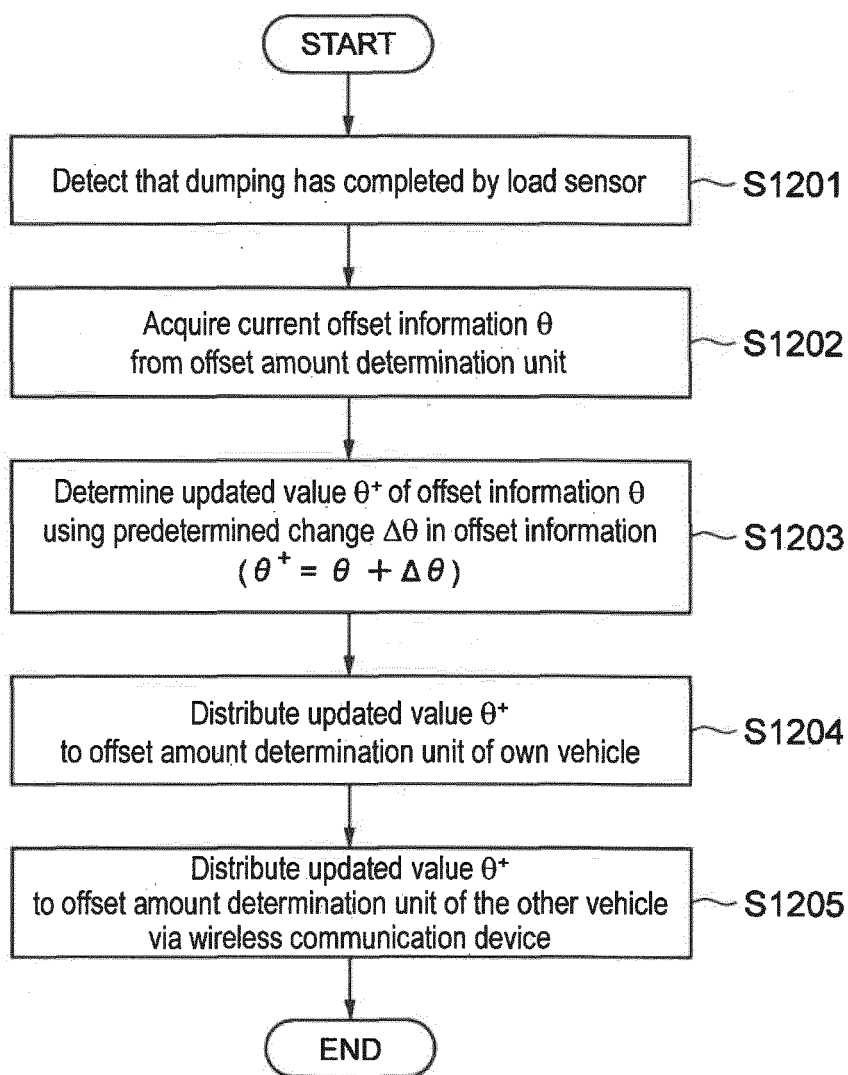 START
Detect that dumping has completed by load sensor
S1201
Acquire current offset information θ
from offset amount determination unit
S1202
Determine updated value θ⁺ of offset information θ
using predetermined change Δθ in offset information
(θ⁺ = θ + Δθ)
S1203
Distribute updated value θ⁺
to offset amount determination unit of own vehicle
S1204
Distribute updated value θ⁺
to offset amount determination unit of the other vehicle
via wireless communication device
S1205
END